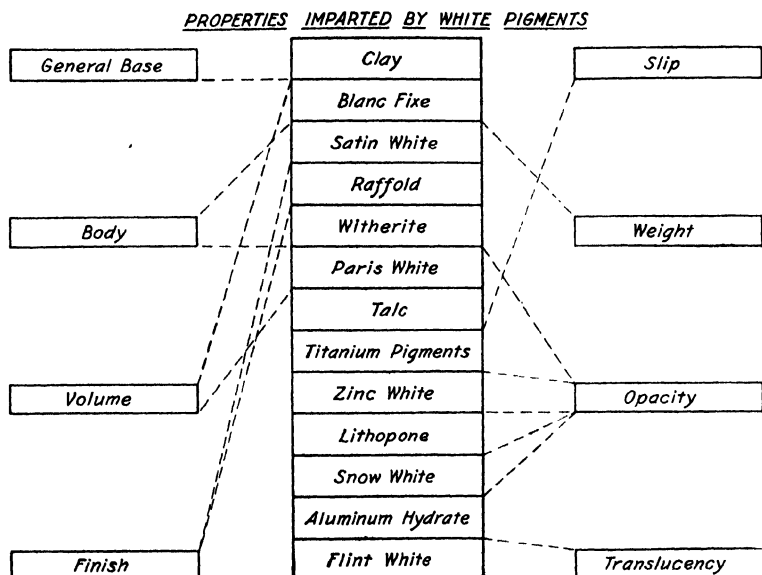 PROPERTIES IMPARTED BY WHITE PIGMENTS
General Base
Body
Volume
Finish
Clay
Blanc Fixe
Satin White
Raffold
Witherite
Paris White
Talc
Titanium Pigments
Zinc White
Lithopone
Snow White
Aluminum Hydrate
Flint White
Slip
Weight
Opacity
Translucency